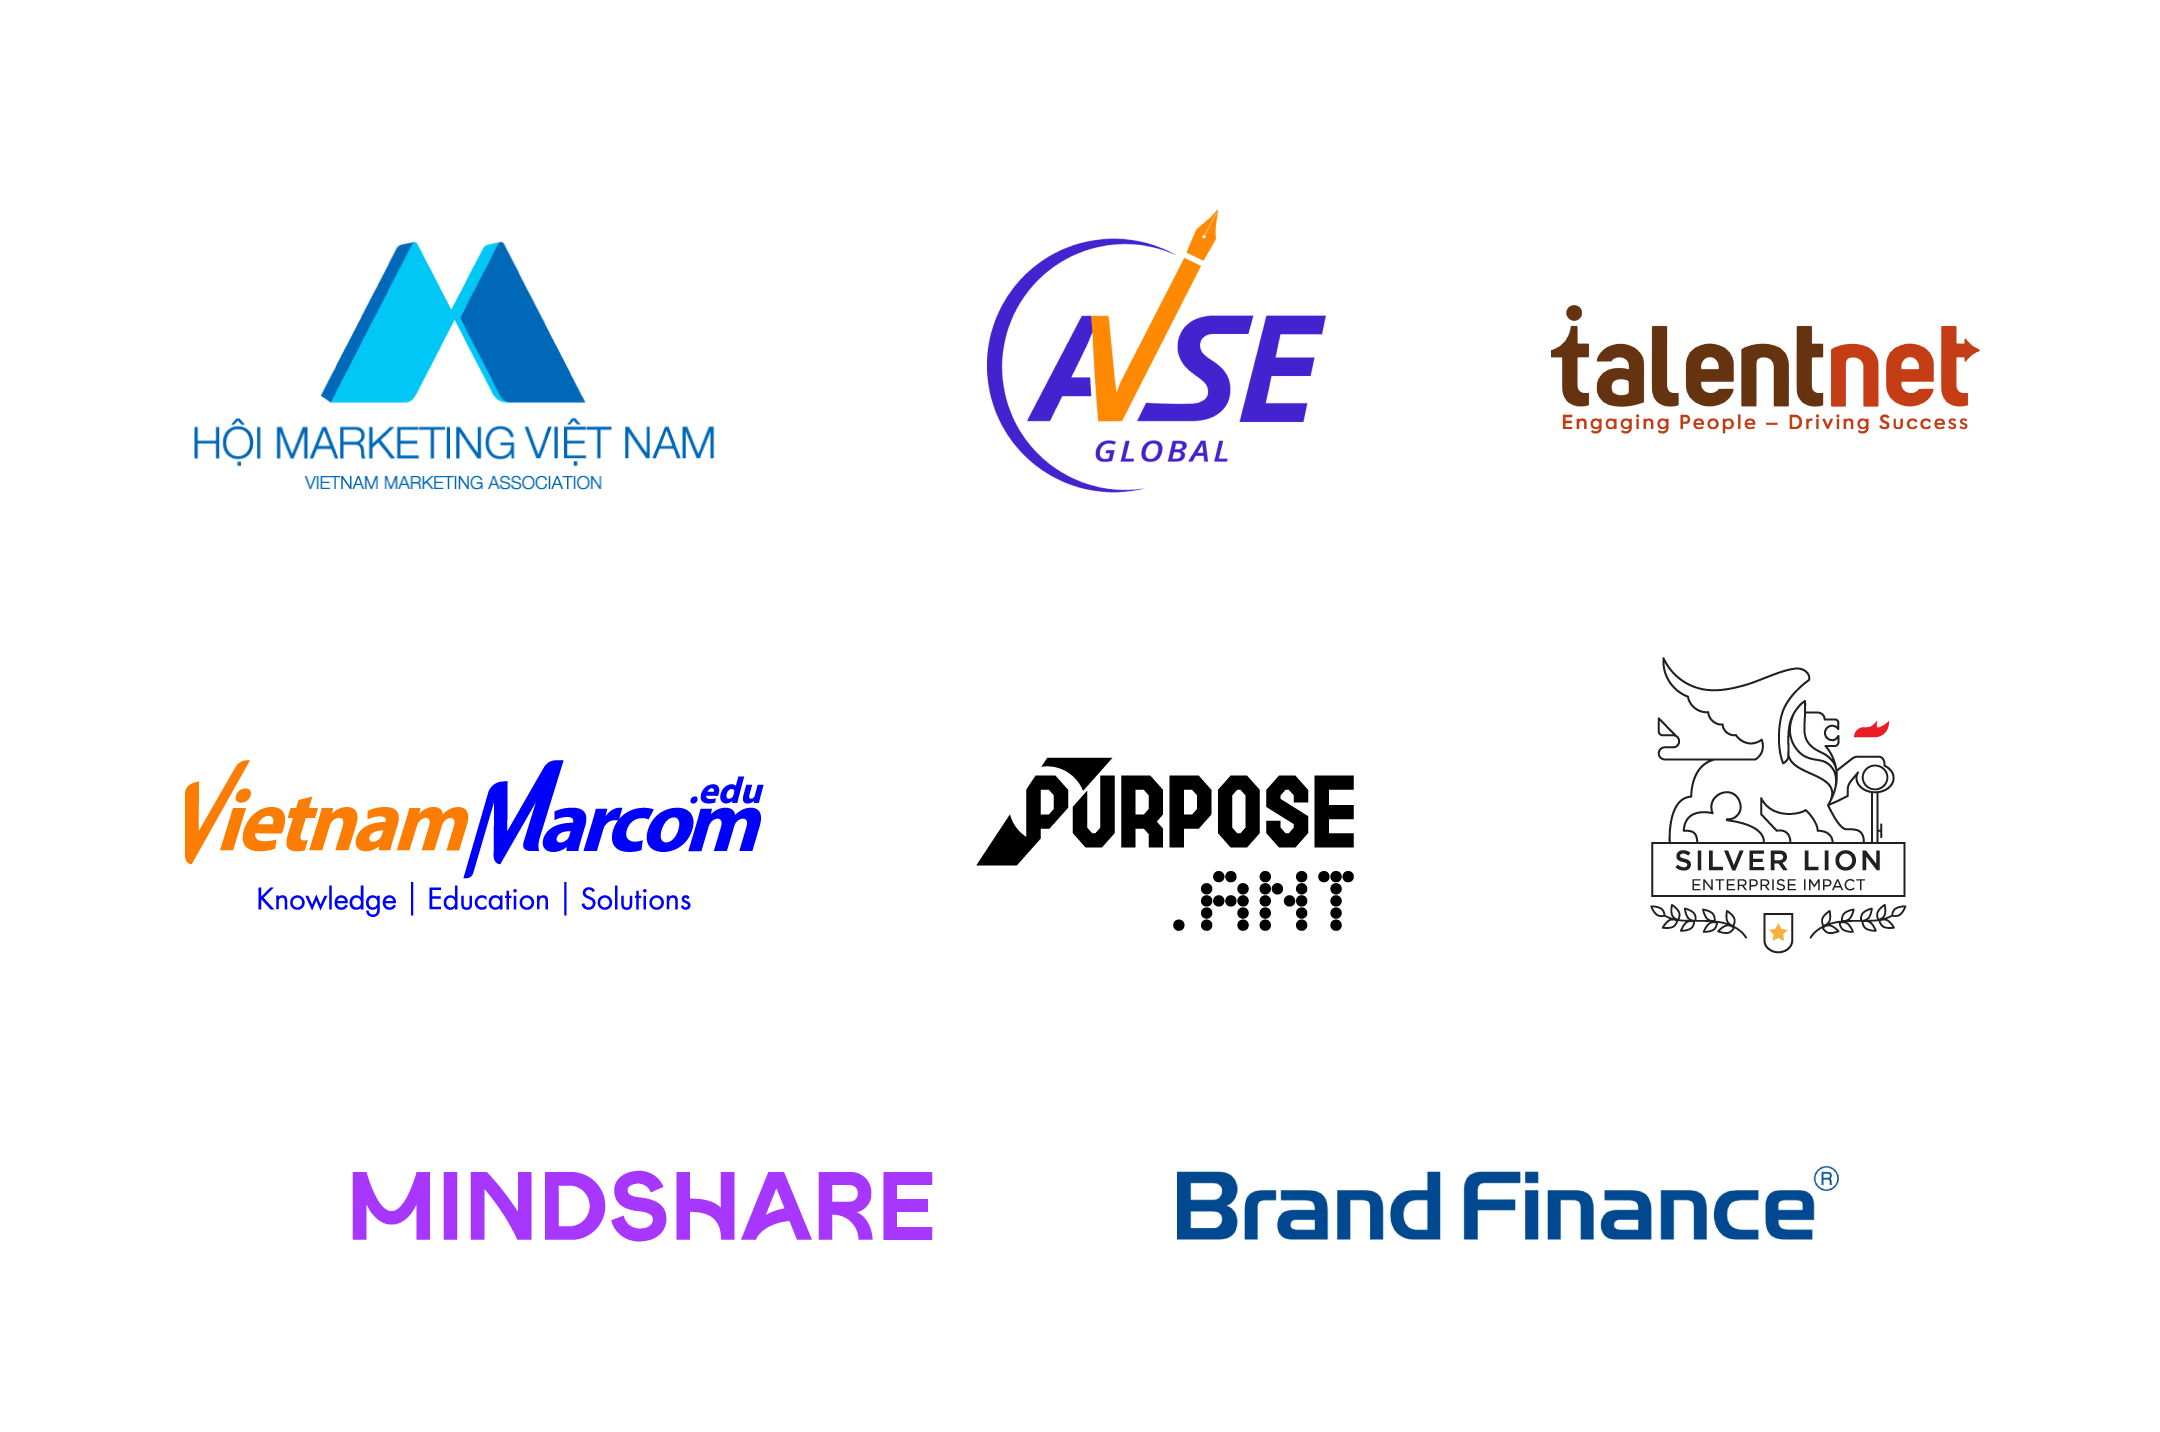 HỘI MARKETING VIỆT NAM
VIETNAM MARKETING ASSOCIATION
AVSE
GLOBAL
talentnet
Engaging People – Driving Success
VietnamMarcom.edu
Knowledge | Education | Solutions
PURPOSE
.ANT
SILVER LION
ENTERPRISE IMPACT
MINDSHARE
Brand Finance®